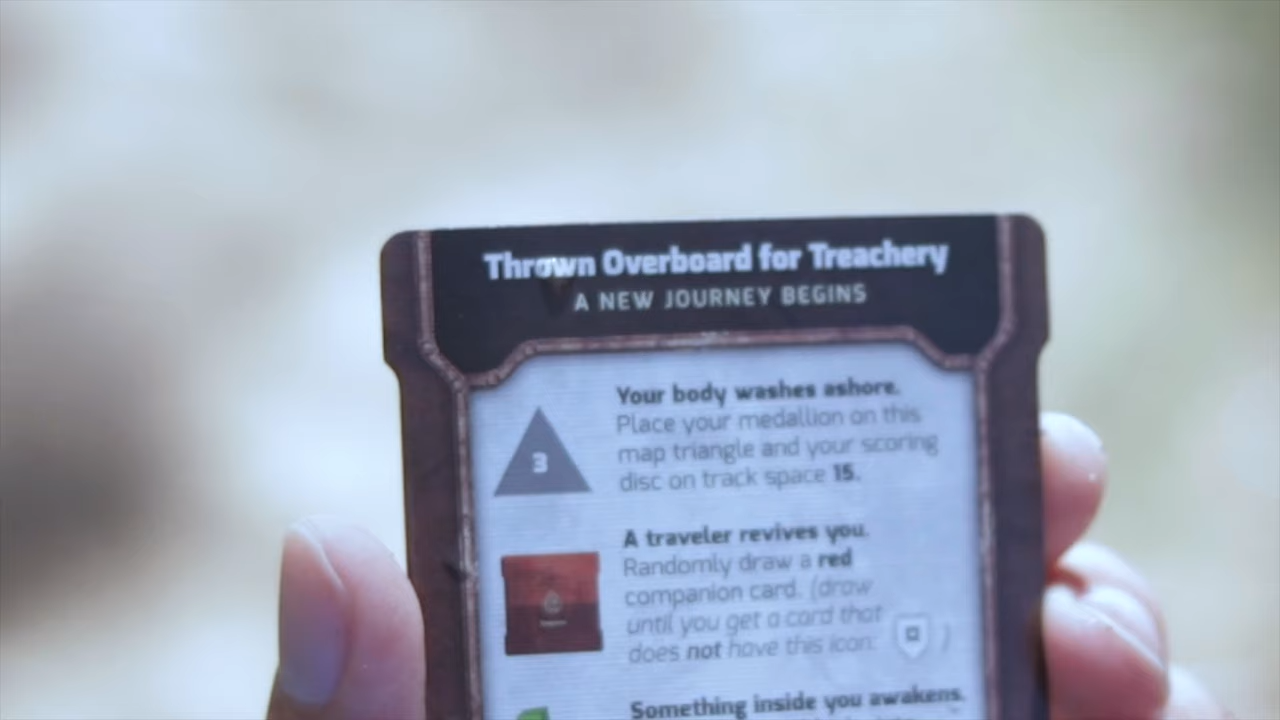 Thrown Overboard for Treachery
A NEW JOURNEY BEGINS
Your body washes ashore.
Place your medallion on this
map triangle and your scoring
disc on track space 15.
3
A traveler revives you.
Randomly draw a red
companion card. (draw
until you get a card that
does not have this icon: )
Something inside you awakens.